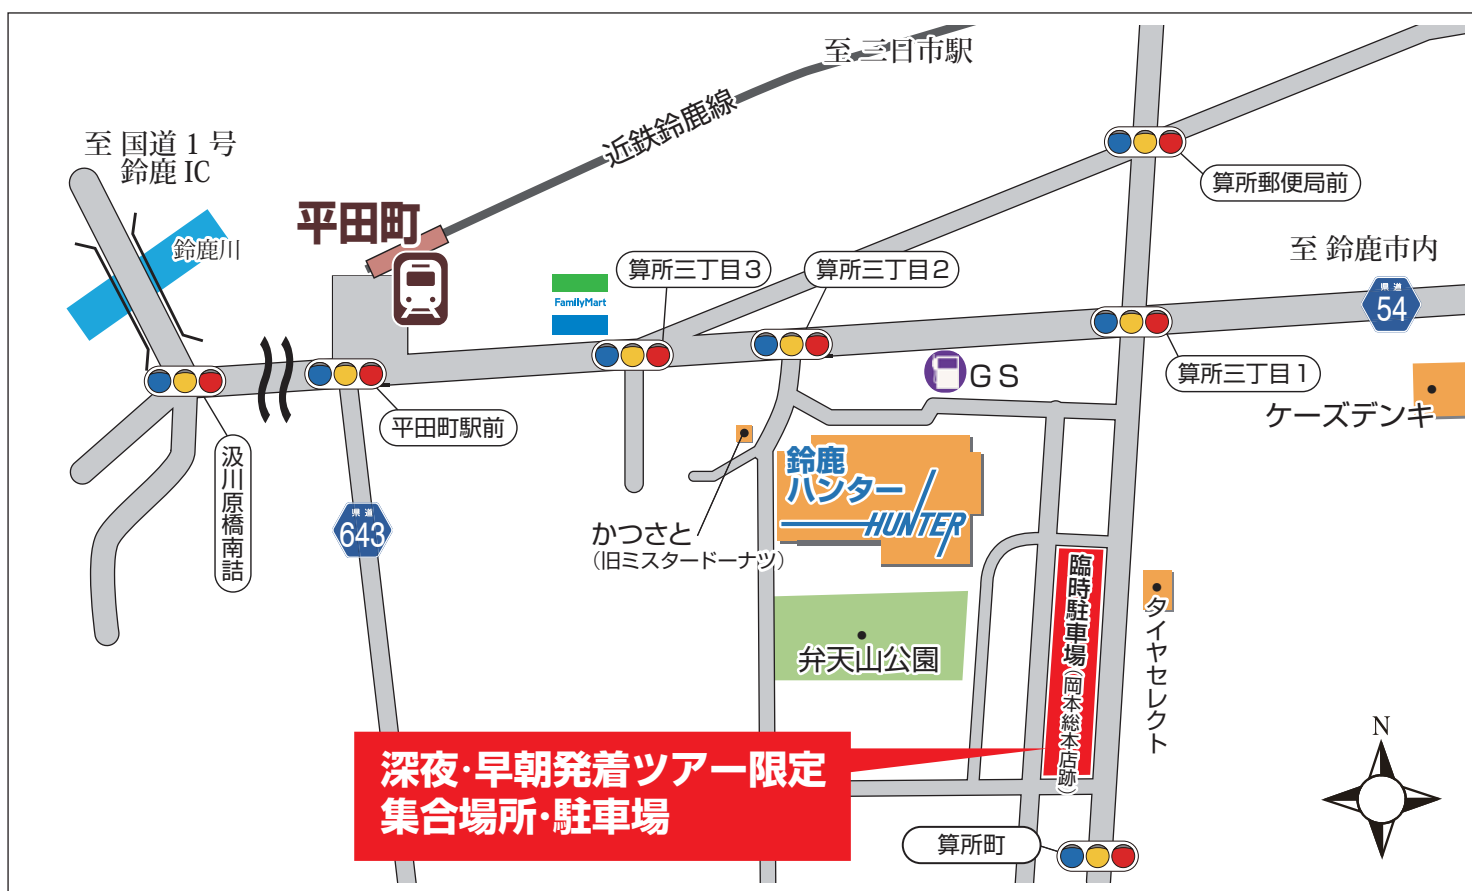 至 三日市駅
近鉄鈴鹿線
至 国道 1 号
鈴鹿 IC
鈴鹿川
平田町
算所郵便局前
至 鈴鹿市内
県道
54
算所三丁目3
算所三丁目2
FamilyMart
算所三丁目1
GS
ケーズデンキ
平田町駅前
汲川原橋南詰
県道
643
鈴鹿
ハンター
HUNTER
かつさと
(旧ミスタードーナツ)
臨時駐車場(岡本総本店跡)
タイヤセレクト
弁天山公園
深夜・早朝発着ツアー限定
集合場所・駐車場
算所町
N